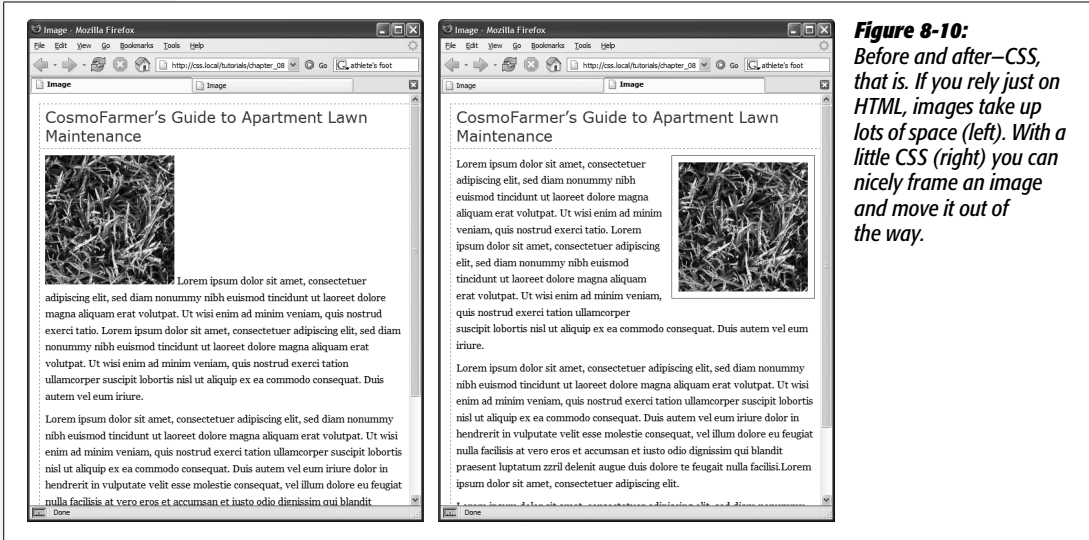 Image - Mozilla Firefox
File Edit View Go Bookmarks Tools Help
http://css.local/tutorials/chapter_08 Go athlete's foot
Image Image
CosmoFarmer's Guide to Apartment Lawn
Maintenance
Lorem ipsum dolor sit amet, consectetuer
adipiscing elit, sed diam nonummy nibh euismod tincidunt ut laoreet dolore
magna aliquam erat volutpat. Ut wisi enim ad minim veniam, quis nostrud
exerci tatio. Lorem ipsum dolor sit amet, consectetuer adipiscing elit, sed diam
nonummy nibh euismod tincidunt ut laoreet dolore magna aliquam erat
volutpat. Ut wisi enim ad minim veniam, quis nostrud exerci tation
ullamcorper suscipit lobortis nisl ut aliquip ex ea commodo consequat. Duis
autem vel eum iriure.
Lorem ipsum dolor sit amet, consectetuer adipiscing elit, sed diam nonummy
nibh euismod tincidunt ut laoreet dolore magna aliquam erat volutpat. Ut wisi
enim ad minim veniam, quis nostrud exerci tation ullamcorper suscipit lobortis
nisl ut aliquip ex ea commodo consequat. Duis autem vel eum iriure dolor in
hendrerit in vulputate velit esse molestie consequat, vel illum dolore eu feugiat
nulla facilisis at vero eros et accumsan et iusto odio dignissim qui blandit
Done
Image - Mozilla Firefox
File Edit View Go Bookmarks Tools Help
http://css.local/tutorials/chapter_08 Go athlete's foot
Image Image
CosmoFarmer's Guide to Apartment Lawn
Maintenance
Lorem ipsum dolor sit amet, consectetuer
adipiscing elit, sed diam nonummy nibh
euismod tincidunt ut laoreet dolore magna
aliquam erat volutpat. Ut wisi enim ad minim
veniam, quis nostrud exerci tatio. Lorem
ipsum dolor sit amet, consectetuer adipiscing
elit, sed diam nonummy nibh euismod
tincidunt ut laoreet dolore magna aliquam
erat volutpat. Ut wisi enim ad minim veniam,
quis nostrud exerci tation ullamcorper
suscipit lobortis nisl ut aliquip ex ea commodo consequat. Duis autem vel eum
iriure.
Lorem ipsum dolor sit amet, consectetuer adipiscing elit, sed diam nonummy
nibh euismod tincidunt ut laoreet dolore magna aliquam erat volutpat. Ut wisi
enim ad minim veniam, quis nostrud exerci tation ullamcorper suscipit lobortis
nisl ut aliquip ex ea commodo consequat. Duis autem vel eum iriure dolor in
hendrerit in vulputate velit esse molestie consequat, vel illum dolore eu feugiat
nulla facilisis at vero eros et accumsan et iusto odio dignissim qui blandit
praesent luptatum zzril delenit augue duis dolore te feugait nulla facilisi.Lorem
ipsum dolor sit amet, consectetuer adipiscing elit.
Done
Figure 8-10:
Before and after—CSS,
that is. If you rely just on
HTML, images take up
lots of space (left). With a
little CSS (right) you can
nicely frame an image
and move it out of
the way.